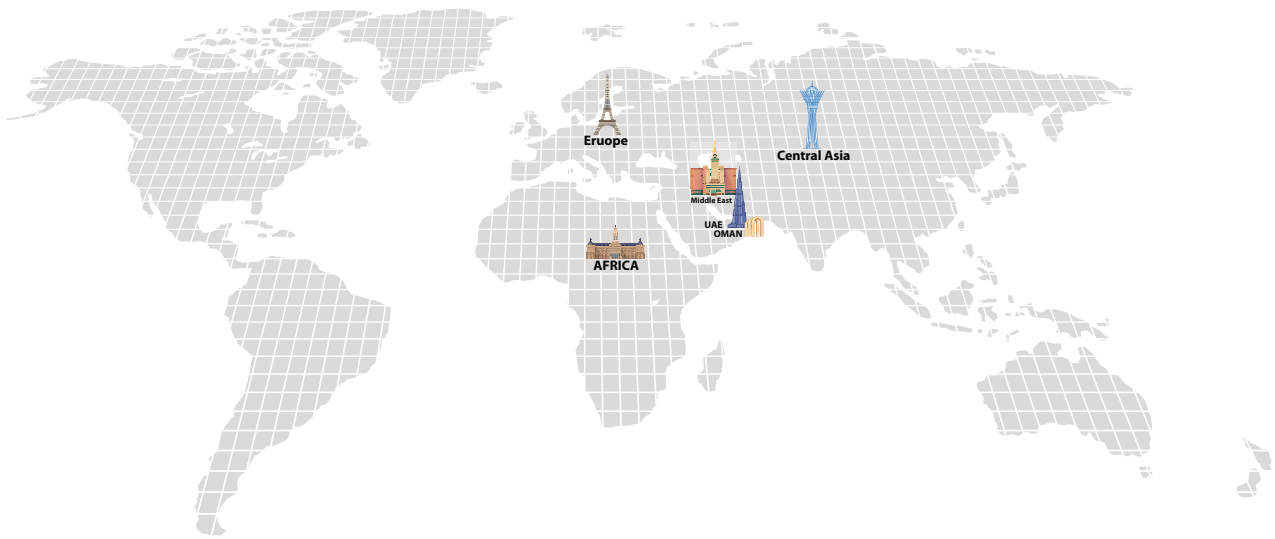 Eruope
Central Asia
Middle East
UAE
OMAN
AFRICA